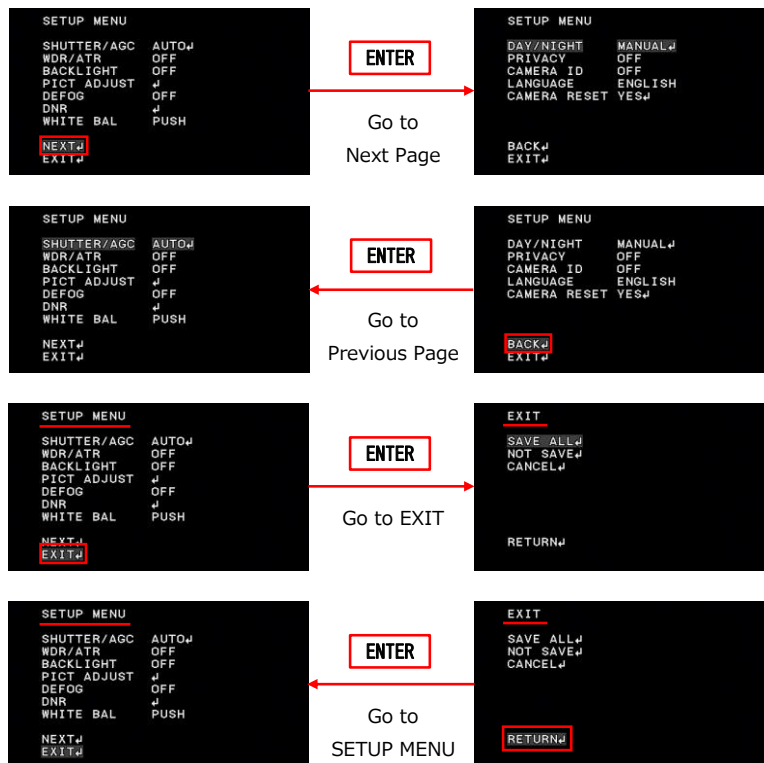 SETUP MENU
SHUTTER/AGC AUTO↵
WDR/ATR OFF
BACKLIGHT OFF
PICT ADJUST ↵
DEFOG OFF
DNR ↵
WHITE BAL PUSH
NEXT↵
EXIT↵
ENTER
Go to
Next Page
SETUP MENU
DAY/NIGHT MANUAL↵
PRIVACY OFF
CAMERA ID OFF
LANGUAGE ENGLISH
CAMERA RESET YES↵
BACK↵
EXIT↵
SETUP MENU
SHUTTER/AGC AUTO↵
WDR/ATR OFF
BACKLIGHT OFF
PICT ADJUST ↵
DEFOG OFF
DNR ↵
WHITE BAL PUSH
NEXT↵
EXIT↵
ENTER
Go to
Previous Page
SETUP MENU
DAY/NIGHT MANUAL↵
PRIVACY OFF
CAMERA ID OFF
LANGUAGE ENGLISH
CAMERA RESET YES↵
BACK↵
EXIT↵
SETUP MENU
SHUTTER/AGC AUTO↵
WDR/ATR OFF
BACKLIGHT OFF
PICT ADJUST ↵
DEFOG OFF
DNR ↵
WHITE BAL PUSH
NEXT↵
EXIT↵
ENTER
Go to EXIT
EXIT
SAVE ALL↵
NOT SAVE↵
CANCEL↵
RETURN↵
SETUP MENU
SHUTTER/AGC AUTO↵
WDR/ATR OFF
BACKLIGHT OFF
PICT ADJUST ↵
DEFOG OFF
DNR ↵
WHITE BAL PUSH
NEXT↵
EXIT↵
ENTER
Go to
SETUP MENU
EXIT
SAVE ALL↵
NOT SAVE↵
CANCEL↵
RETURN↵